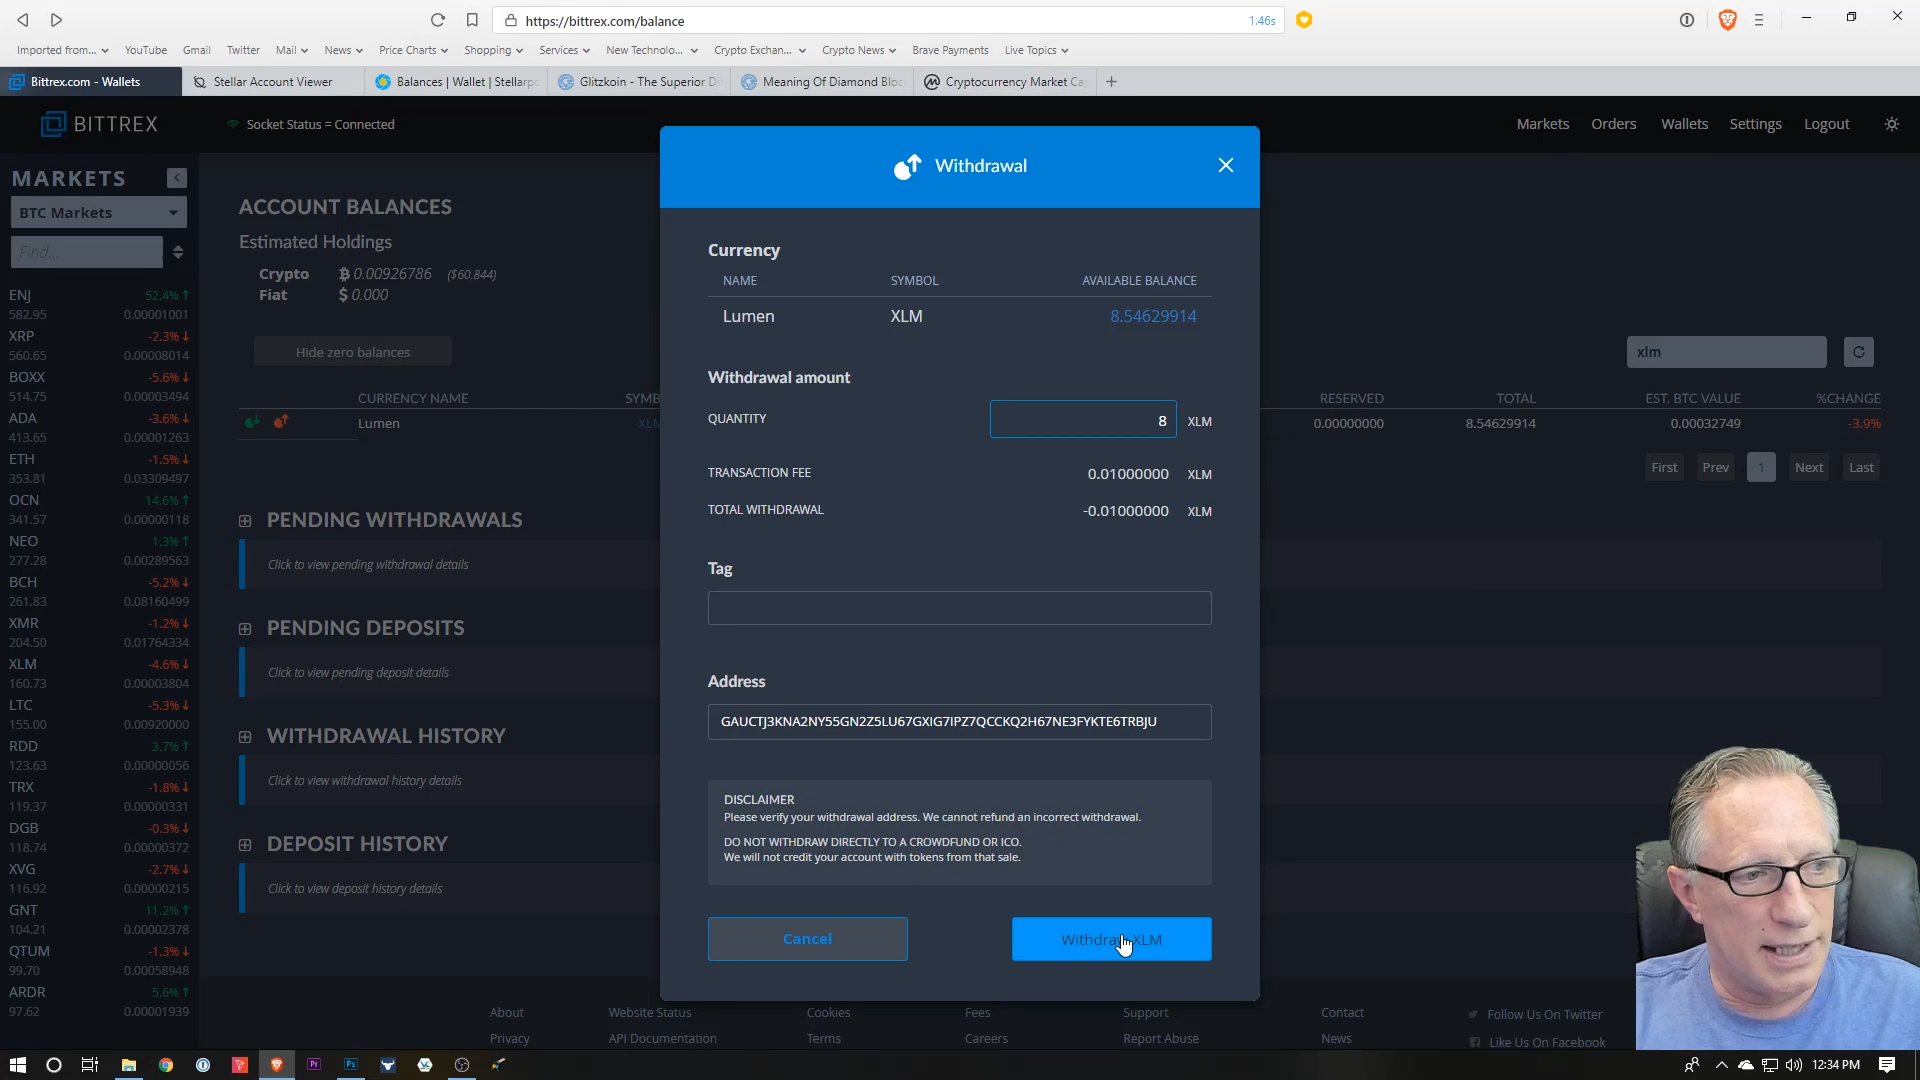 https://bittrex.com/balance
1.46s
Imported from...
YouTube
Gmail
Twitter
Mail
News
Price Charts
Shopping
Services
New Technolo...
Crypto Exchan...
Crypto News
Brave Payments
Live Topics
Bittrex.com - Wallets
Stellar Account Viewer
Balances | Wallet | Stellarpo
Glitzkoin - The Superior Di
Meaning Of Diamond Bloc
Cryptocurrency Market Ca
BITTREX
Socket Status = Connected
Markets
Orders
Wallets
Settings
Logout
MARKETS
BTC Markets
Find...
ENJ 52.4% ↑
582.95 0.00001001
XRP -2.3% ↓
560.65 0.00008014
BOXX -5.6% ↓
514.75 0.00003494
ADA -3.6% ↓
413.65 0.00001263
ETH -1.5% ↓
353.81 0.03309497
OCN 14.6% ↑
341.57 0.00000118
NEO 1.3% ↑
277.28 0.00289563
BCH -5.2% ↓
261.83 0.08160499
XMR -1.2% ↓
204.50 0.01764334
XLM -4.6% ↓
160.73 0.00003804
LTC -5.3% ↓
155.00 0.00920000
RDD 3.7% ↑
123.63 0.00000056
TRX -1.8% ↓
119.37 0.00000331
DGB -0.3% ↓
118.74 0.00000372
XVG -2.7% ↓
116.92 0.00000215
GNT 11.2% ↑
104.21 0.00002378
QTUM -1.3% ↓
99.70 0.00058948
ARDR 5.6% ↑
97.62 0.00001939
ACCOUNT BALANCES
Estimated Holdings
Crypto ₿ 0.00926786 ($60.844)
Fiat $ 0.000
Hide zero balances
xlm
CURRENCY NAME SYMB RESERVED TOTAL EST. BTC VALUE %CHANGE
Lumen XLM 0.00000000 8.54629914 0.00032749 -3.9%
First Prev 1 Next Last
PENDING WITHDRAWALS
Click to view pending withdrawal details
PENDING DEPOSITS
Click to view pending deposit details
WITHDRAWAL HISTORY
Click to view withdrawal history details
DEPOSIT HISTORY
Click to view deposit history details
Withdrawal
Currency
NAME SYMBOL AVAILABLE BALANCE
Lumen XLM 8.54629914
Withdrawal amount
QUANTITY 8 XLM
TRANSACTION FEE 0.01000000 XLM
TOTAL WITHDRAWAL -0.01000000 XLM
Tag
Address
GAUCTJ3KNA2NY55GN2Z5LU67GXIG7IPZ7QCCKQ2H67NE3FYKTE6TRBJU
DISCLAIMER
Please verify your withdrawal address. We cannot refund an incorrect withdrawal.
DO NOT WITHDRAW DIRECTLY TO A CROWDFUND OR ICO.
We will not credit your account with tokens from that sale.
Cancel
Withdraw XLM
About Website Status Cookies Fees Support Contact Follow Us On Twitter
Privacy API Documentation Terms Careers Report Abuse News Like Us On Facebook
Pr
Ps
12:34 PM